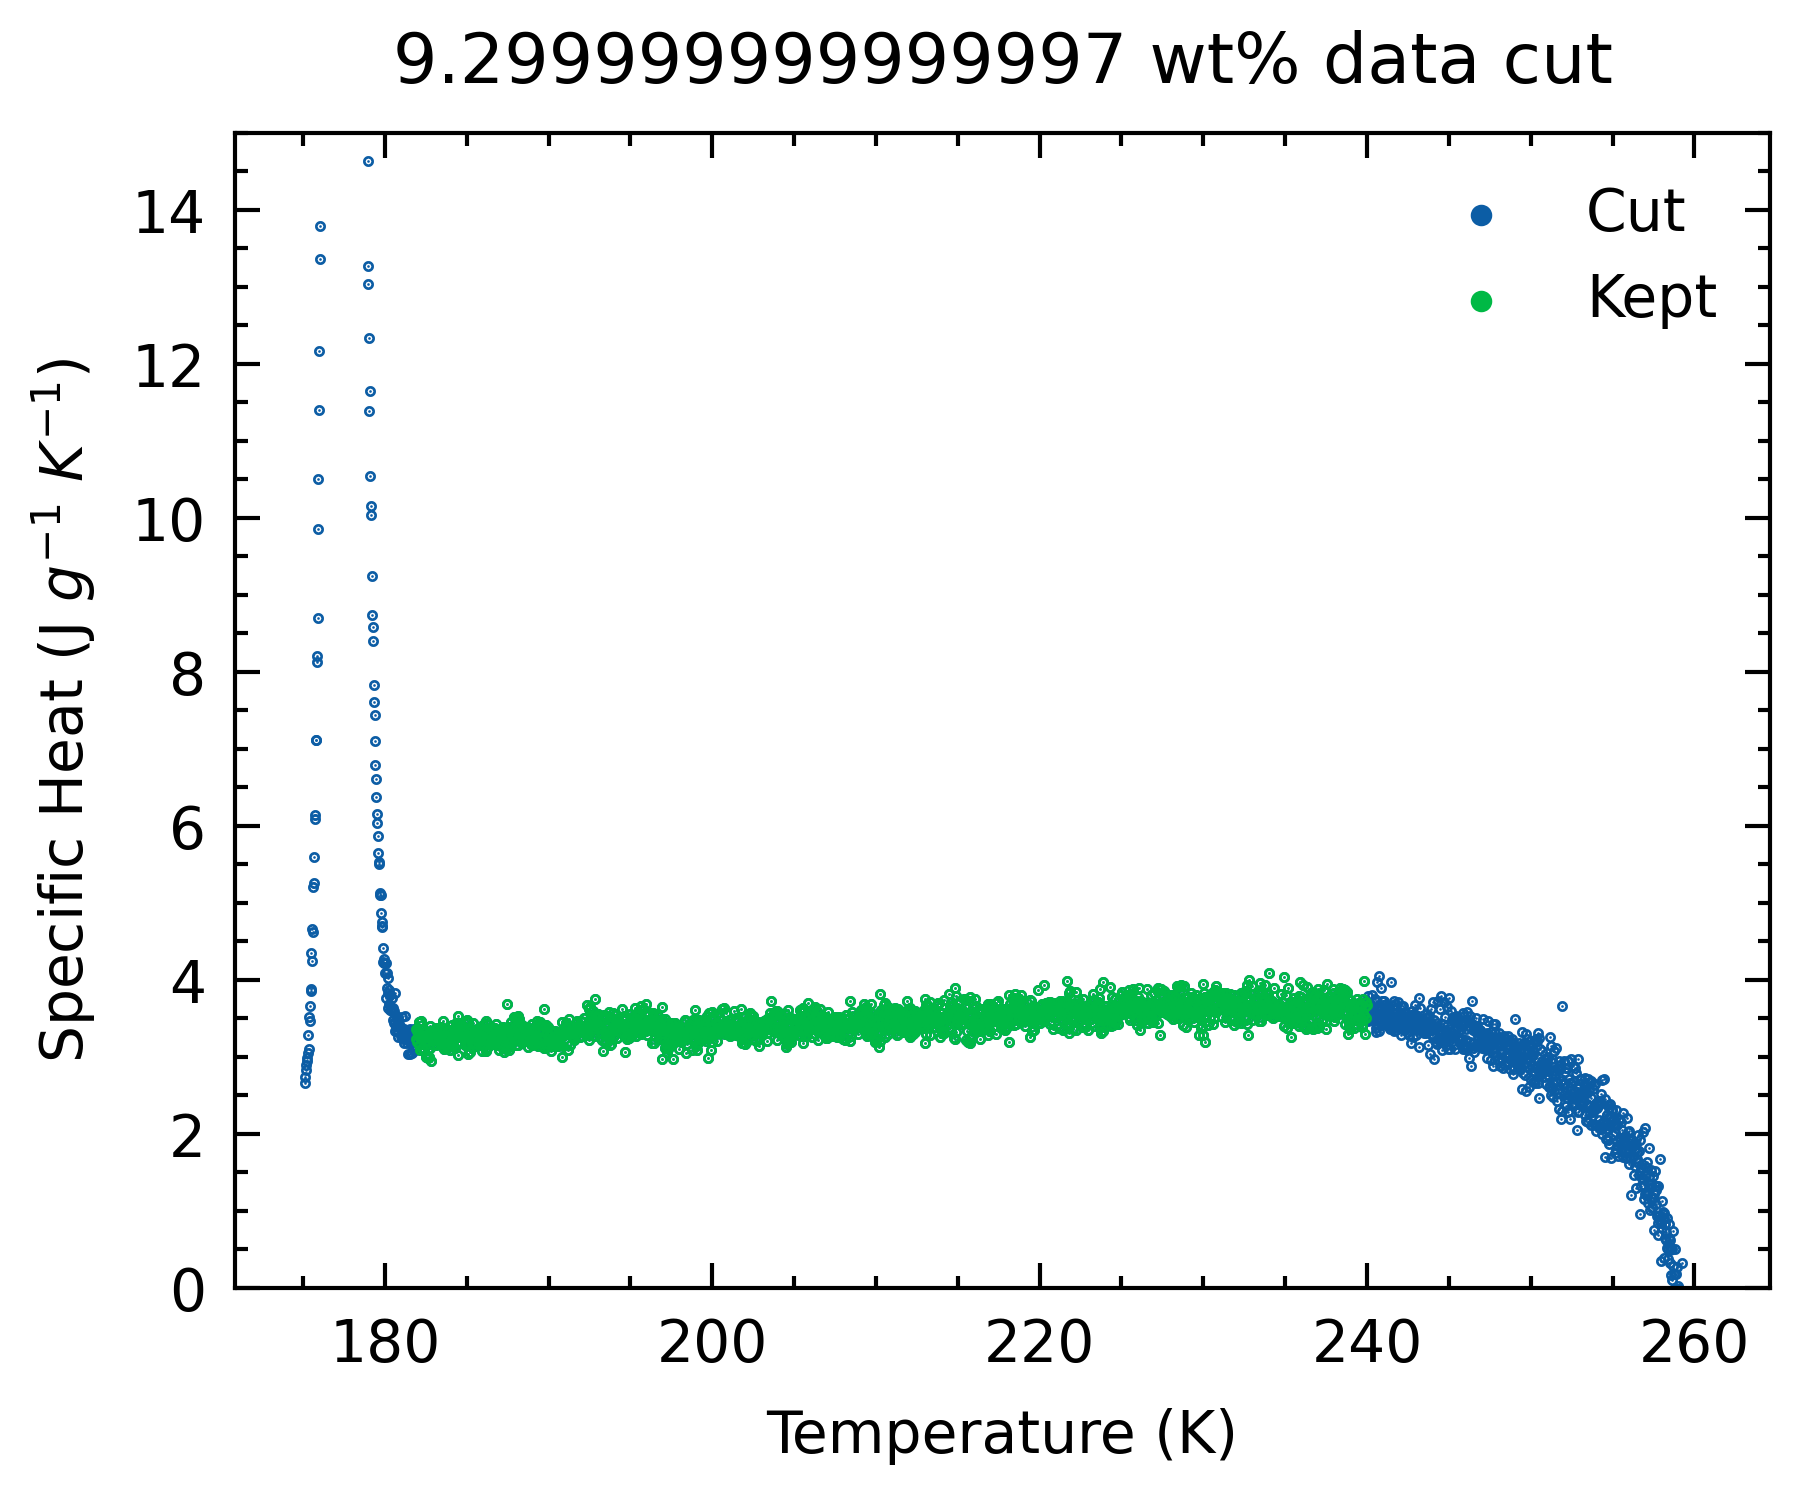 9.299999999999997 wt% data cut
Cut
Kept
Specific Heat (J g⁻¹ K⁻¹)
14
12
10
8
6
4
2
0
180 200 220 240 260
Temperature (K)